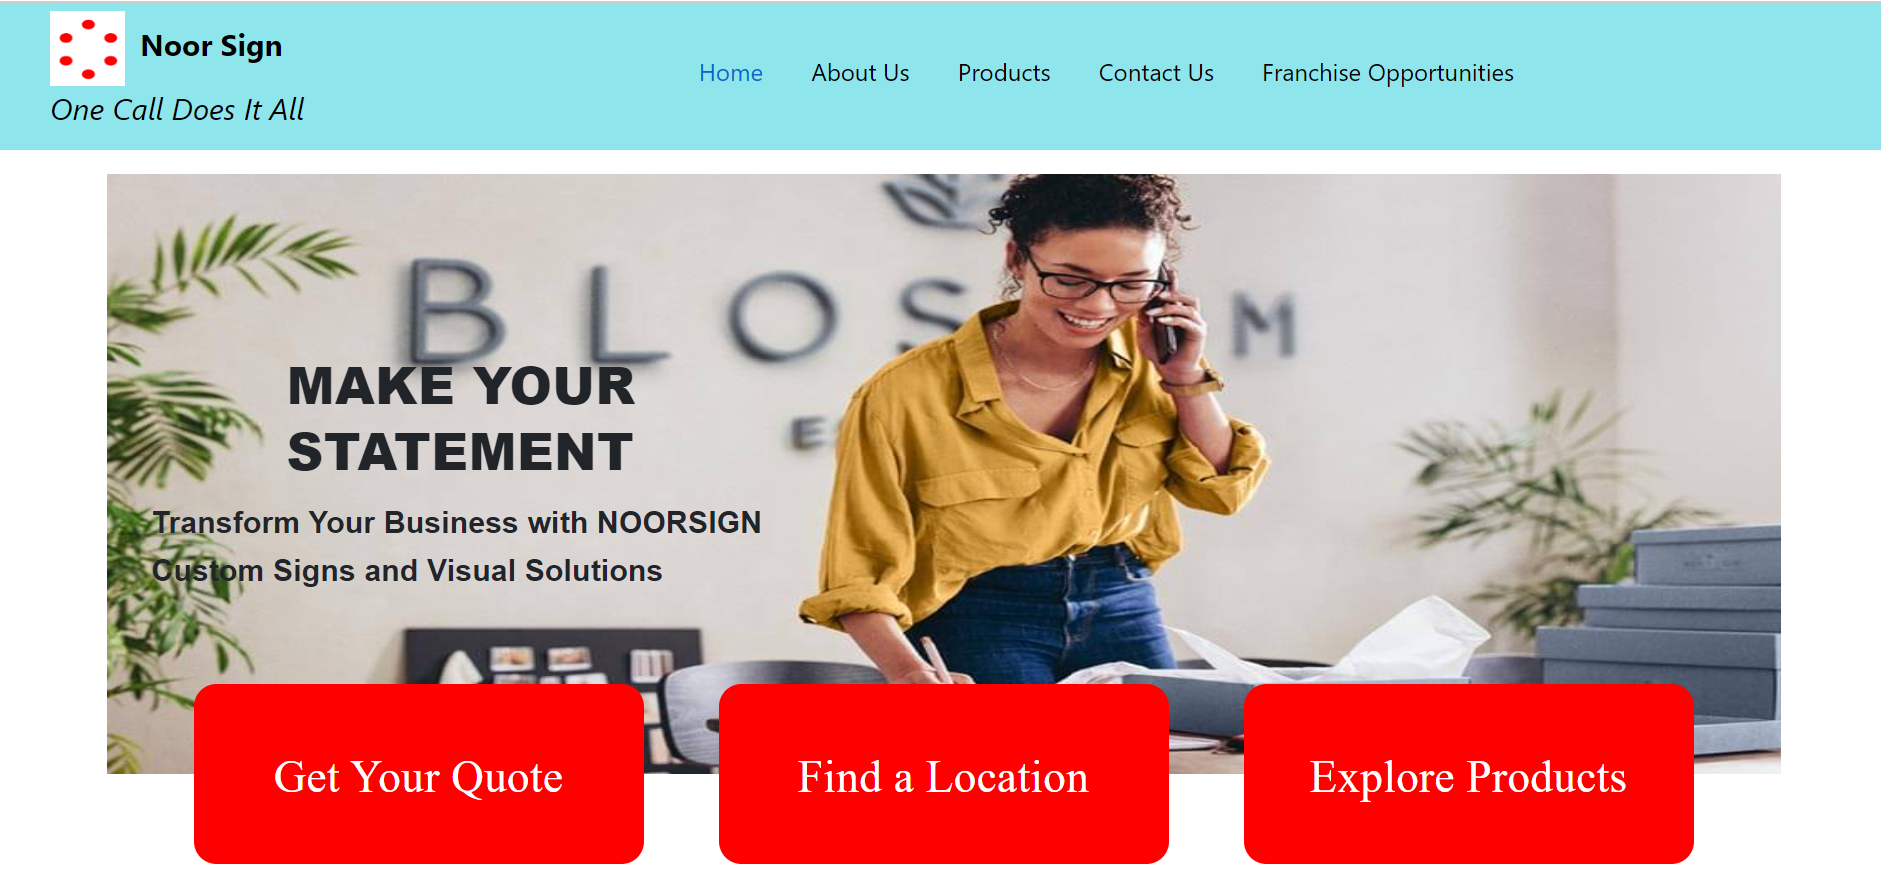 Noor Sign
One Call Does It All
Home About Us Products Contact Us Franchise Opportunities
BLOS M
E
MAKE YOUR
STATEMENT
Transform Your Business with NOORSIGN
Custom Signs and Visual Solutions
Get Your Quote
Find a Location
Explore Products